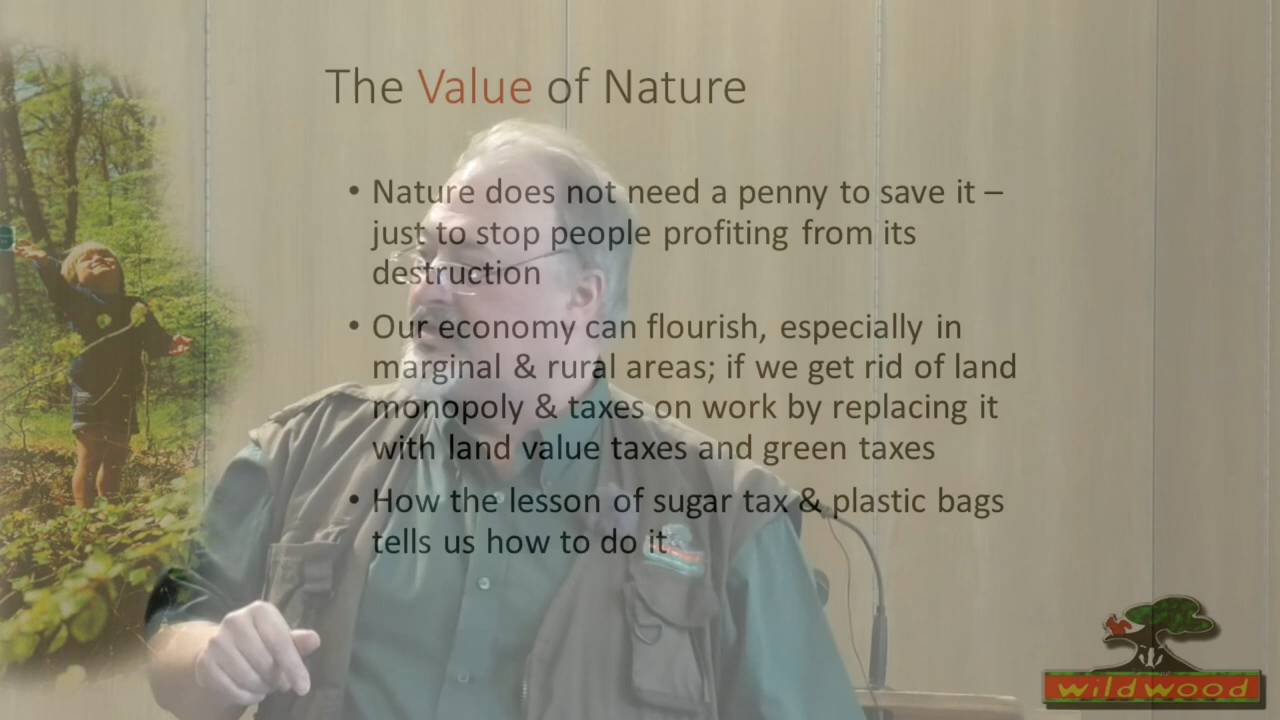 The Value of Nature
• Nature does not need a penny to save it –
just to stop people profiting from its
destruction
• Our economy can flourish, especially in
marginal & rural areas; if we get rid of land
monopoly & taxes on work by replacing it
with land value taxes and green taxes
• How the lesson of sugar tax & plastic bags
tells us how to do it
wildwood